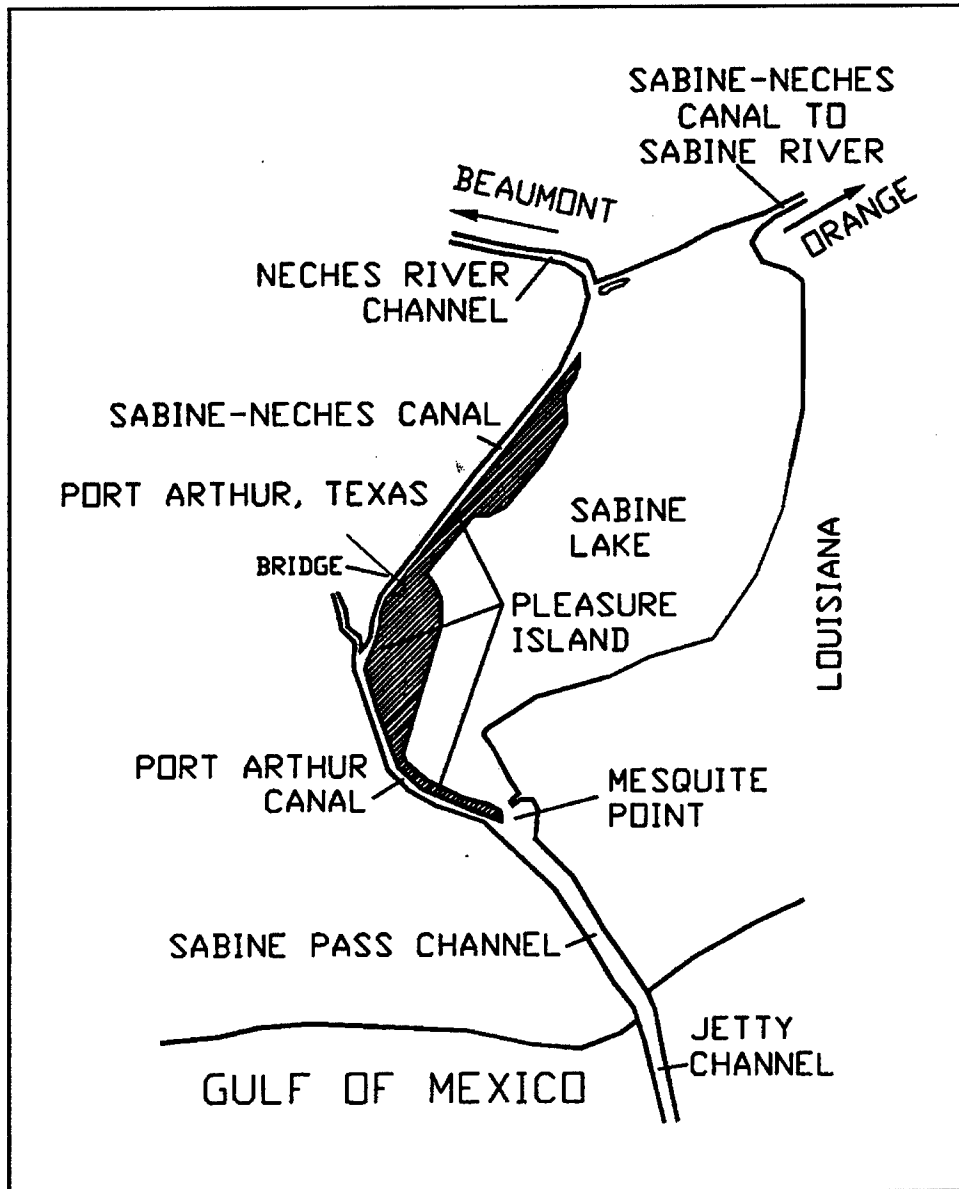 SABINE-NECHES
CANAL TO
SABINE RIVER
BEAUMONT
ORANGE
NECHES RIVER
CHANNEL
SABINE-NECHES CANAL
PORT ARTHUR, TEXAS
SABINE
LAKE
BRIDGE
PLEASURE
ISLAND
LOUISIANA
PORT ARTHUR
CANAL
MESQUITE
POINT
SABINE PASS CHANNEL
JETTY
CHANNEL
GULF OF MEXICO